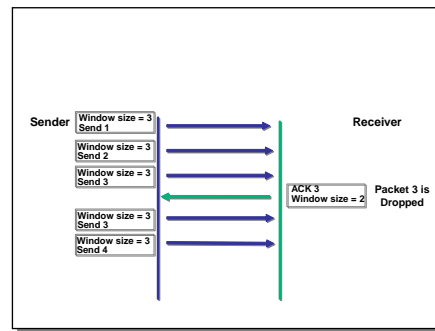 Sender
Receiver
Window size = 3
Send 1
Window size = 3
Send 2
Window size = 3
Send 3
ACK 3
Window size = 2
Packet 3 is
Dropped
Window size = 3
Send 3
Window size = 3
Send 4